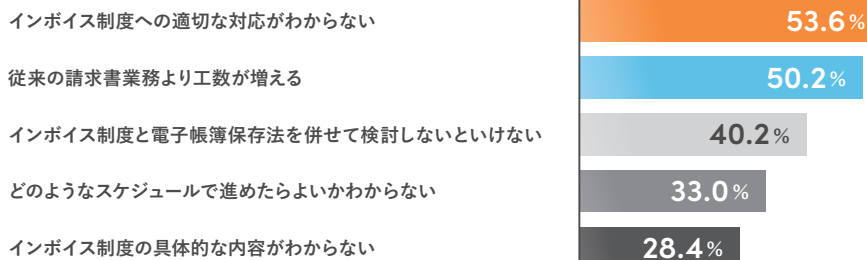 インボイス制度への適切な対応がわからない 53.6%
従来の請求書業務より工数が増える 50.2%
インボイス制度と電子帳簿保存法を併せて検討しないといけない 40.2%
どのようなスケジュールで進めたらよいかわからない 33.0%
インボイス制度の具体的な内容がわからない 28.4%